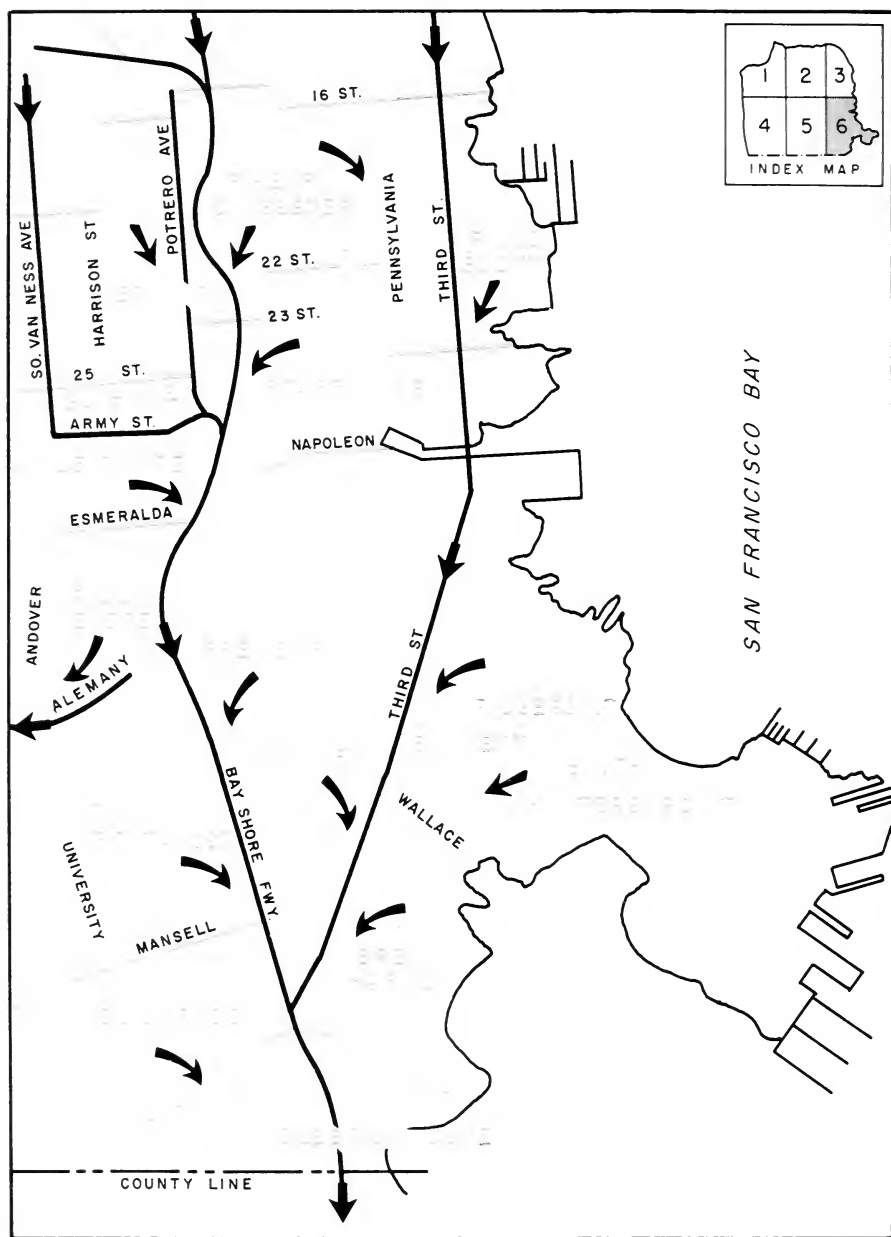 1 2 3
4 5 6
INDEX MAP
16 ST.
POTRERO AVE
PENNSYLVANIA
THIRD ST.
SO. VAN NESS AVE
HARRISON ST
22 ST.
23 ST.
25 ST.
ARMY ST.
NAPOLEON
ESMERALDA
SAN FRANCISCO BAY
ANDOVER
ALEMANY
THIRD ST
BAY SHORE FWY.
WALLACE
UNIVERSITY
MANSELL
COUNTY LINE